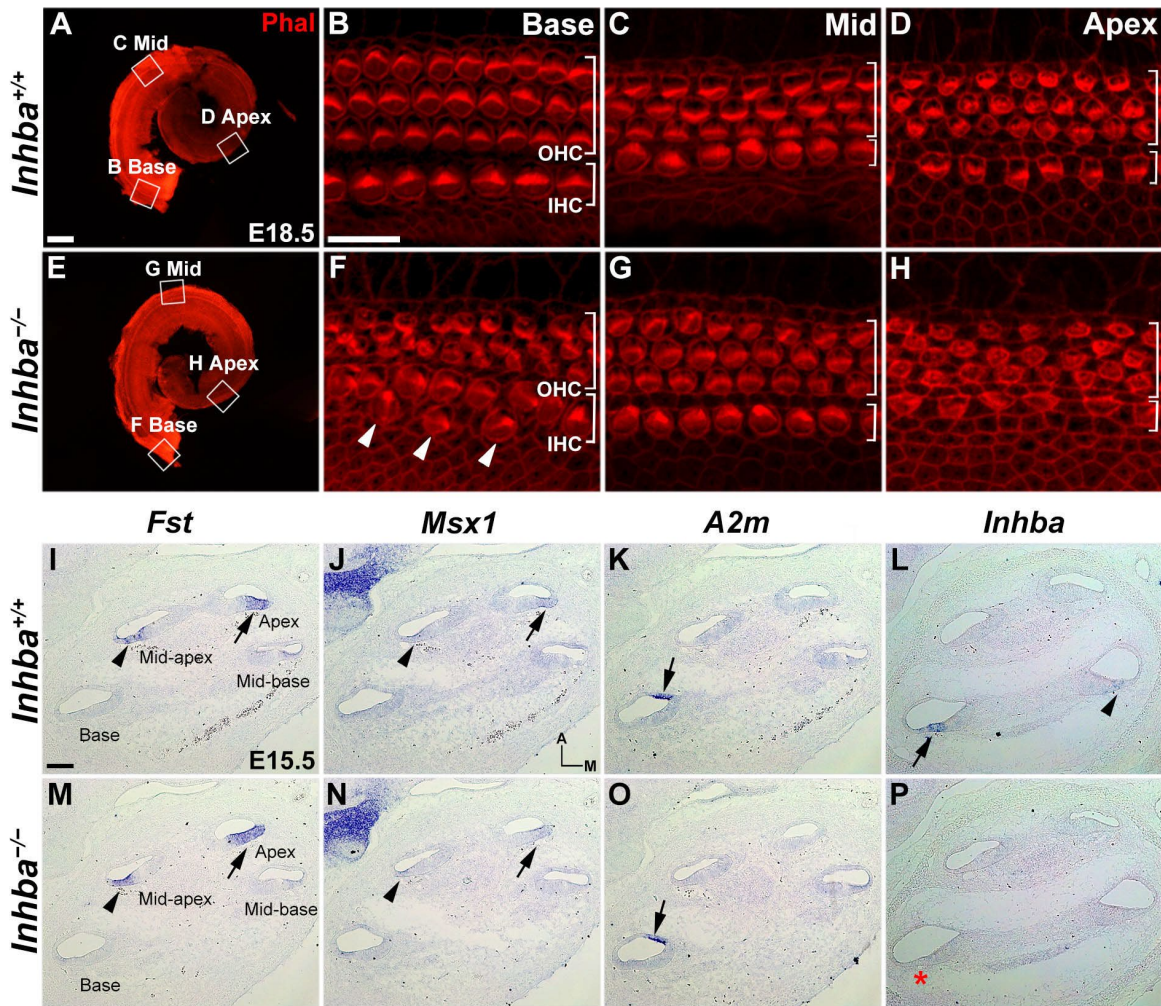 A Phal B Base C Mid D Apex
C Mid
D Apex
B Base
E18.5
OHC
IHC
Inhba+/+
E F G H
G Mid
H Apex
F Base
OHC
IHC
Inhba−/−
Fst Msx1 A2m Inhba
I J K L
Apex
Mid-apex
Mid-base
Base
E15.5
A
M
Inhba+/+
M N O P
Apex
Mid-apex
Mid-base
Base
*
Inhba−/−